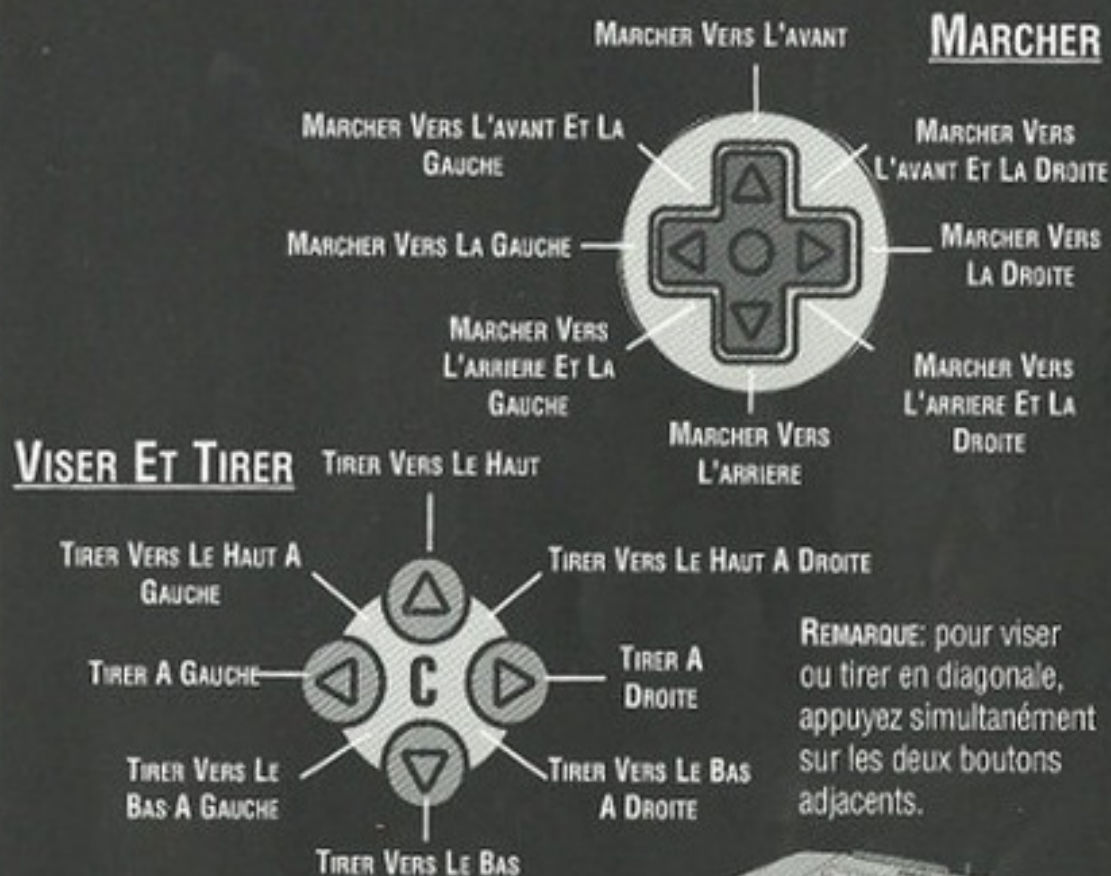 MARCHER
MARCHER VERS L'AVANT
MARCHER VERS L'AVANT ET LA
GAUCHE
MARCHER VERS
L'AVANT ET LA DROITE
MARCHER VERS LA GAUCHE
MARCHER VERS
LA DROITE
MARCHER VERS
L'ARRIERE ET LA
GAUCHE
MARCHER VERS
L'ARRIERE ET LA
DROITE
MARCHER VERS
L'ARRIERE
VISER ET TIRER
TIRER VERS LE HAUT
TIRER VERS LE HAUT A
GAUCHE
TIRER VERS LE HAUT A DROITE
TIRER A GAUCHE
C
TIRER A
DROITE
TIRER VERS LE
BAS A GAUCHE
TIRER VERS LE BAS
A DROITE
TIRER VERS LE BAS
REMARQUE: pour viser
ou tirer en diagonale,
appuyez simultanément
sur les deux boutons
adjacents.